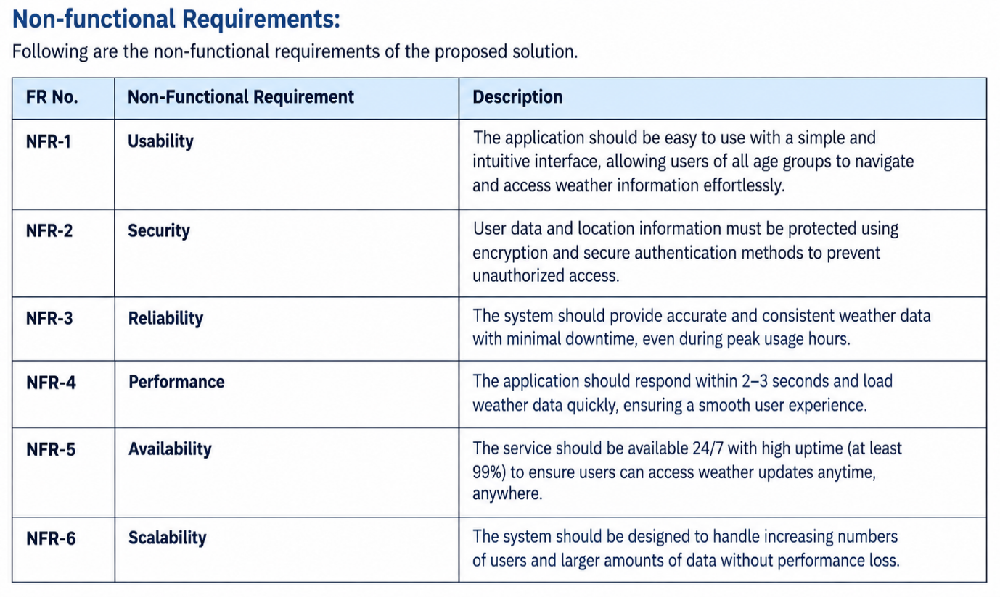 Non-functional Requirements:
Following are the non-functional requirements of the proposed solution.
FR No. Non-Functional Requirement Description
NFR-1 Usability The application should be easy to use with a simple and
intuitive interface, allowing users of all age groups to navigate
and access weather information effortlessly.
NFR-2 Security User data and location information must be protected using
encryption and secure authentication methods to prevent
unauthorized access.
NFR-3 Reliability The system should provide accurate and consistent weather data
with minimal downtime, even during peak usage hours.
NFR-4 Performance The application should respond within 2–3 seconds and load
weather data quickly, ensuring a smooth user experience.
NFR-5 Availability The service should be available 24/7 with high uptime (at least
99%) to ensure users can access weather updates anytime,
anywhere.
NFR-6 Scalability The system should be designed to handle increasing numbers
of users and larger amounts of data without performance loss.